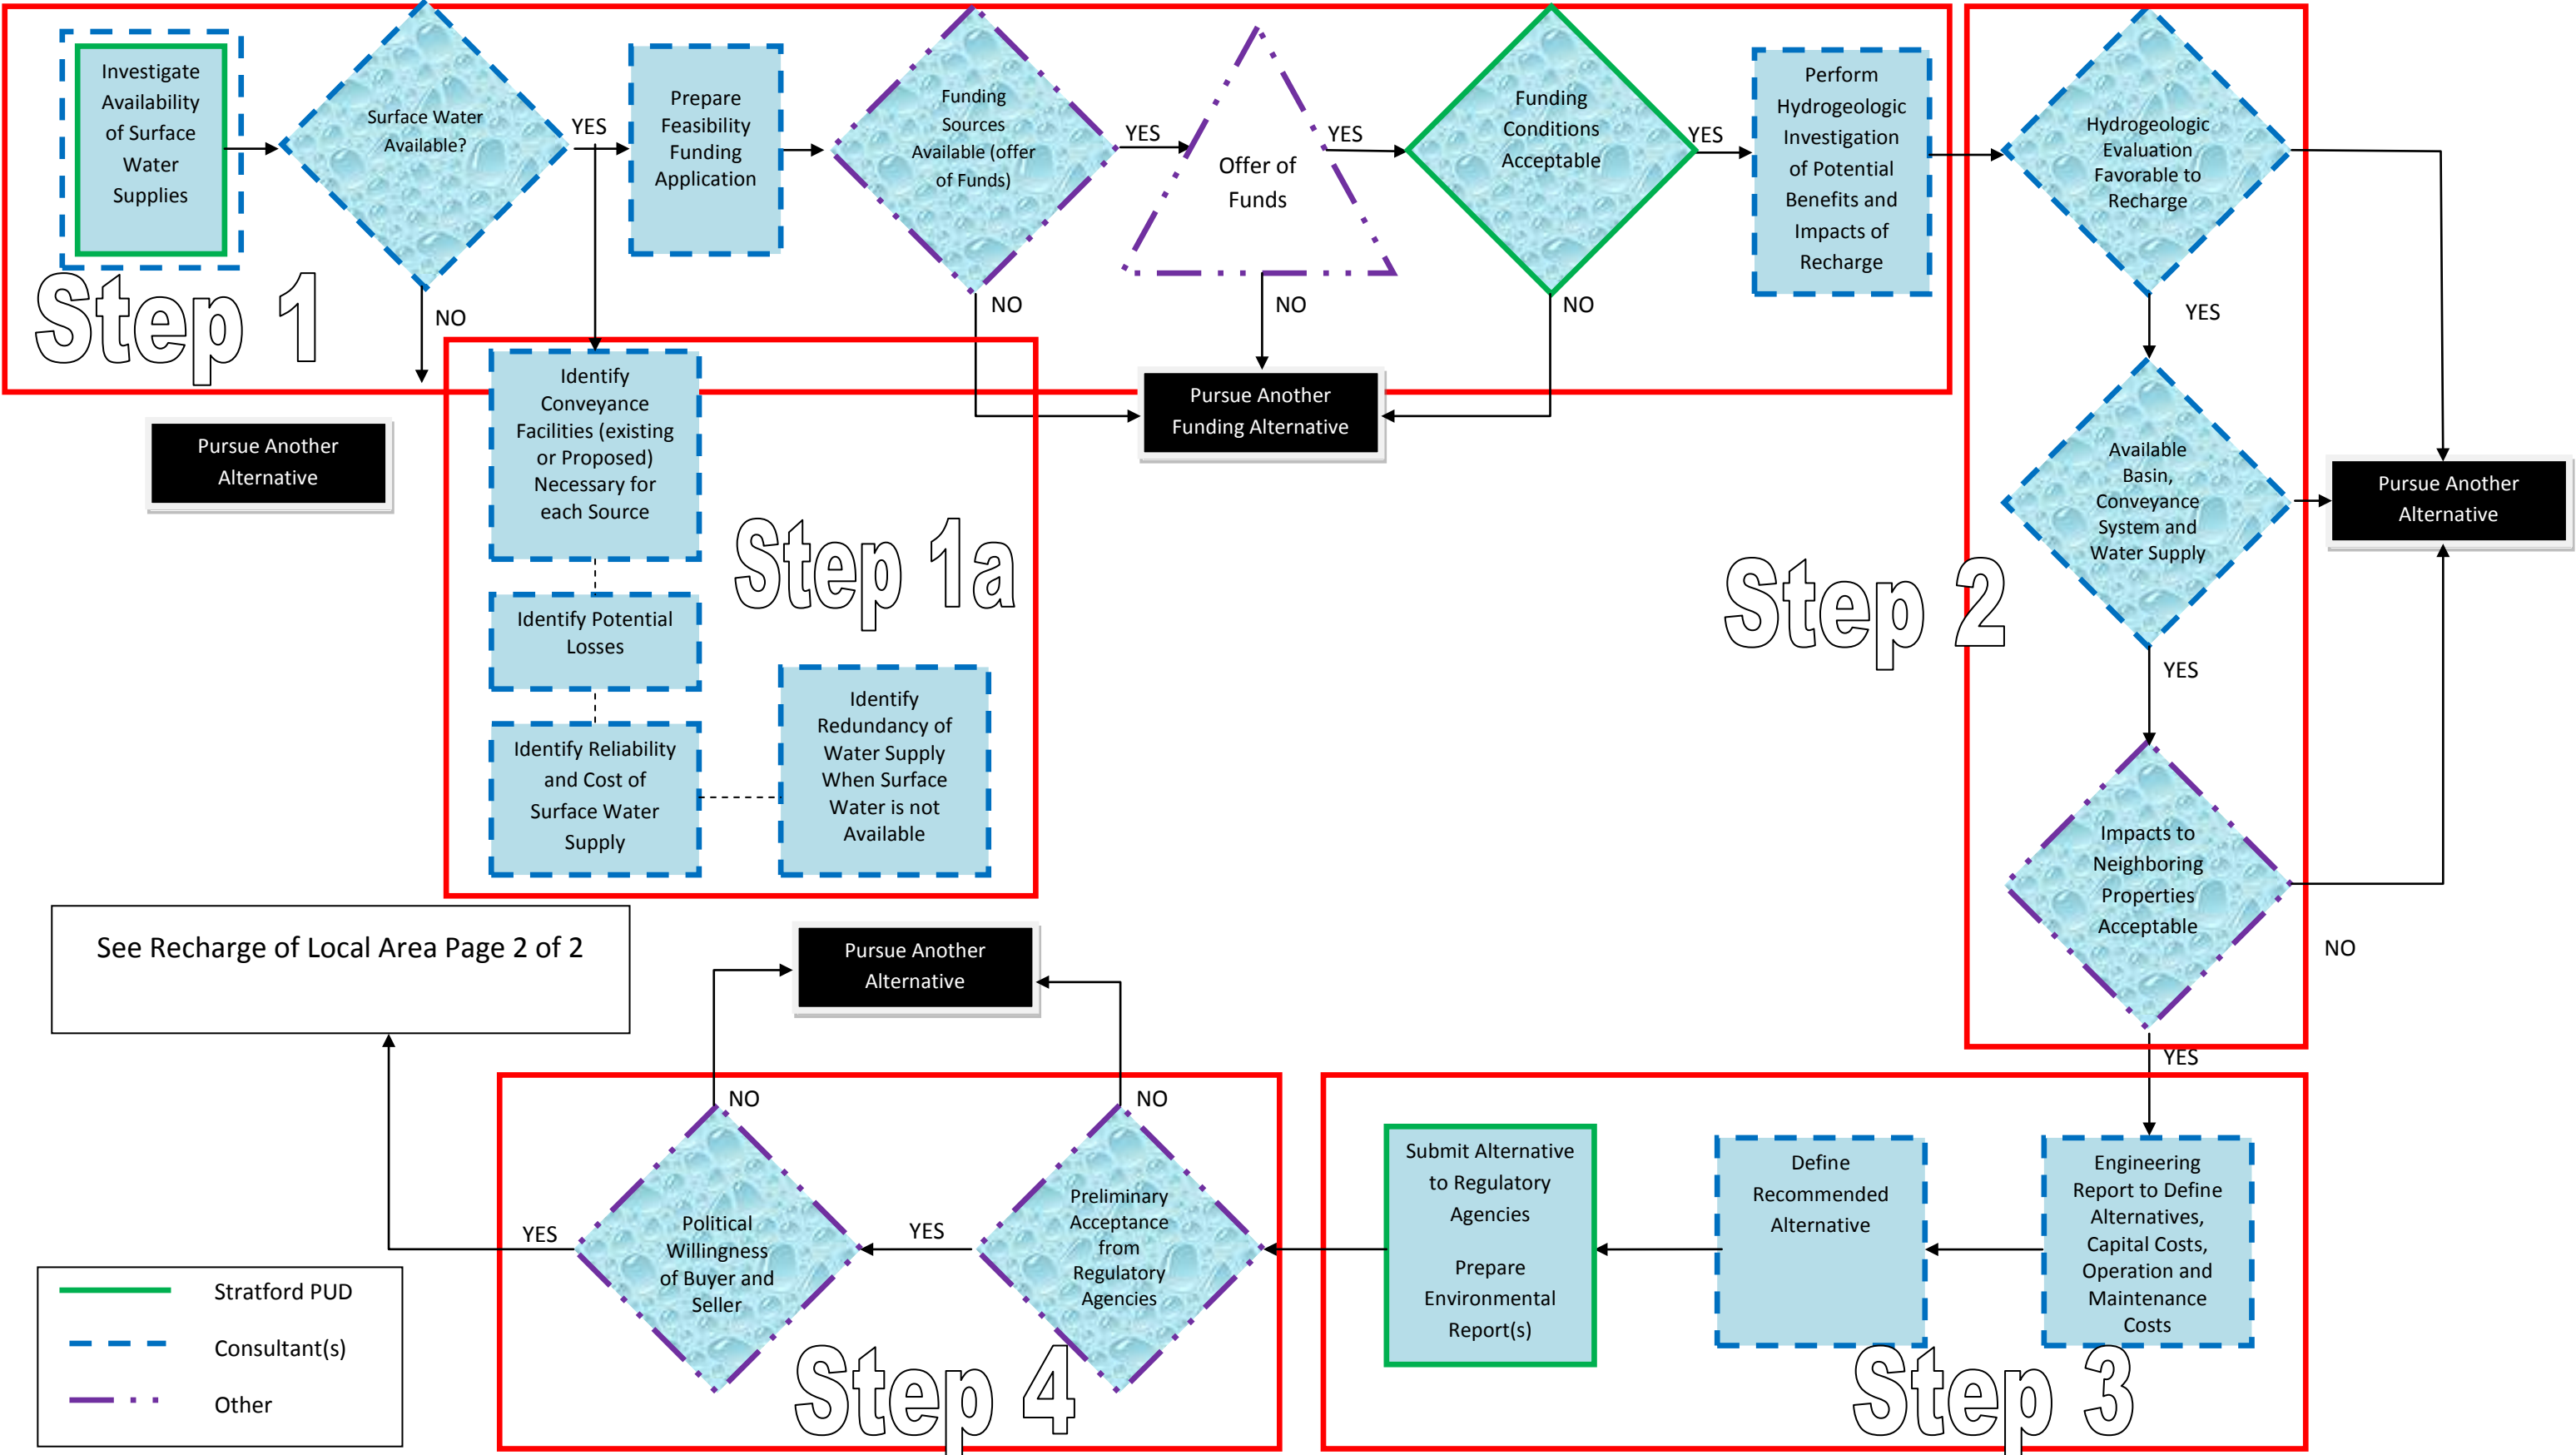 Investigate
Availability
of Surface
Water
Supplies
Surface Water
Available?
YES
NO
Prepare
Feasibility
Funding
Application
Funding
Sources
Available (offer
of Funds)
YES
NO
Offer of
Funds
YES
NO
Funding
Conditions
Acceptable
YES
NO
Perform
Hydrogeologic
Investigation
of Potential
Benefits and
Impacts of
Recharge
Step 1
Pursue Another
Alternative
Pursue Another
Funding Alternative
Identify
Conveyance
Facilities (existing
or Proposed)
Necessary for
each Source
Identify Potential
Losses
Identify Reliability
and Cost of
Surface Water
Supply
Identify
Redundancy of
Water Supply
When Surface
Water is not
Available
Step 1a
Hydrogeologic
Evaluation
Favorable to
Recharge
YES
Available
Basin,
Conveyance
System and
Water Supply
YES
Pursue Another
Alternative
Impacts to
Neighboring
Properties
Acceptable
NO
YES
Step 2
Engineering
Report to Define
Alternatives,
Capital Costs,
Operation and
Maintenance
Costs
Define
Recommended
Alternative
Submit Alternative
to Regulatory
Agencies
Prepare
Environmental
Report(s)
Step 3
Preliminary
Acceptance
from
Regulatory
Agencies
NO
YES
Political
Willingness
of Buyer and
Seller
NO
YES
Step 4
Pursue Another
Alternative
See Recharge of Local Area Page 2 of 2
Stratford PUD
Consultant(s)
Other